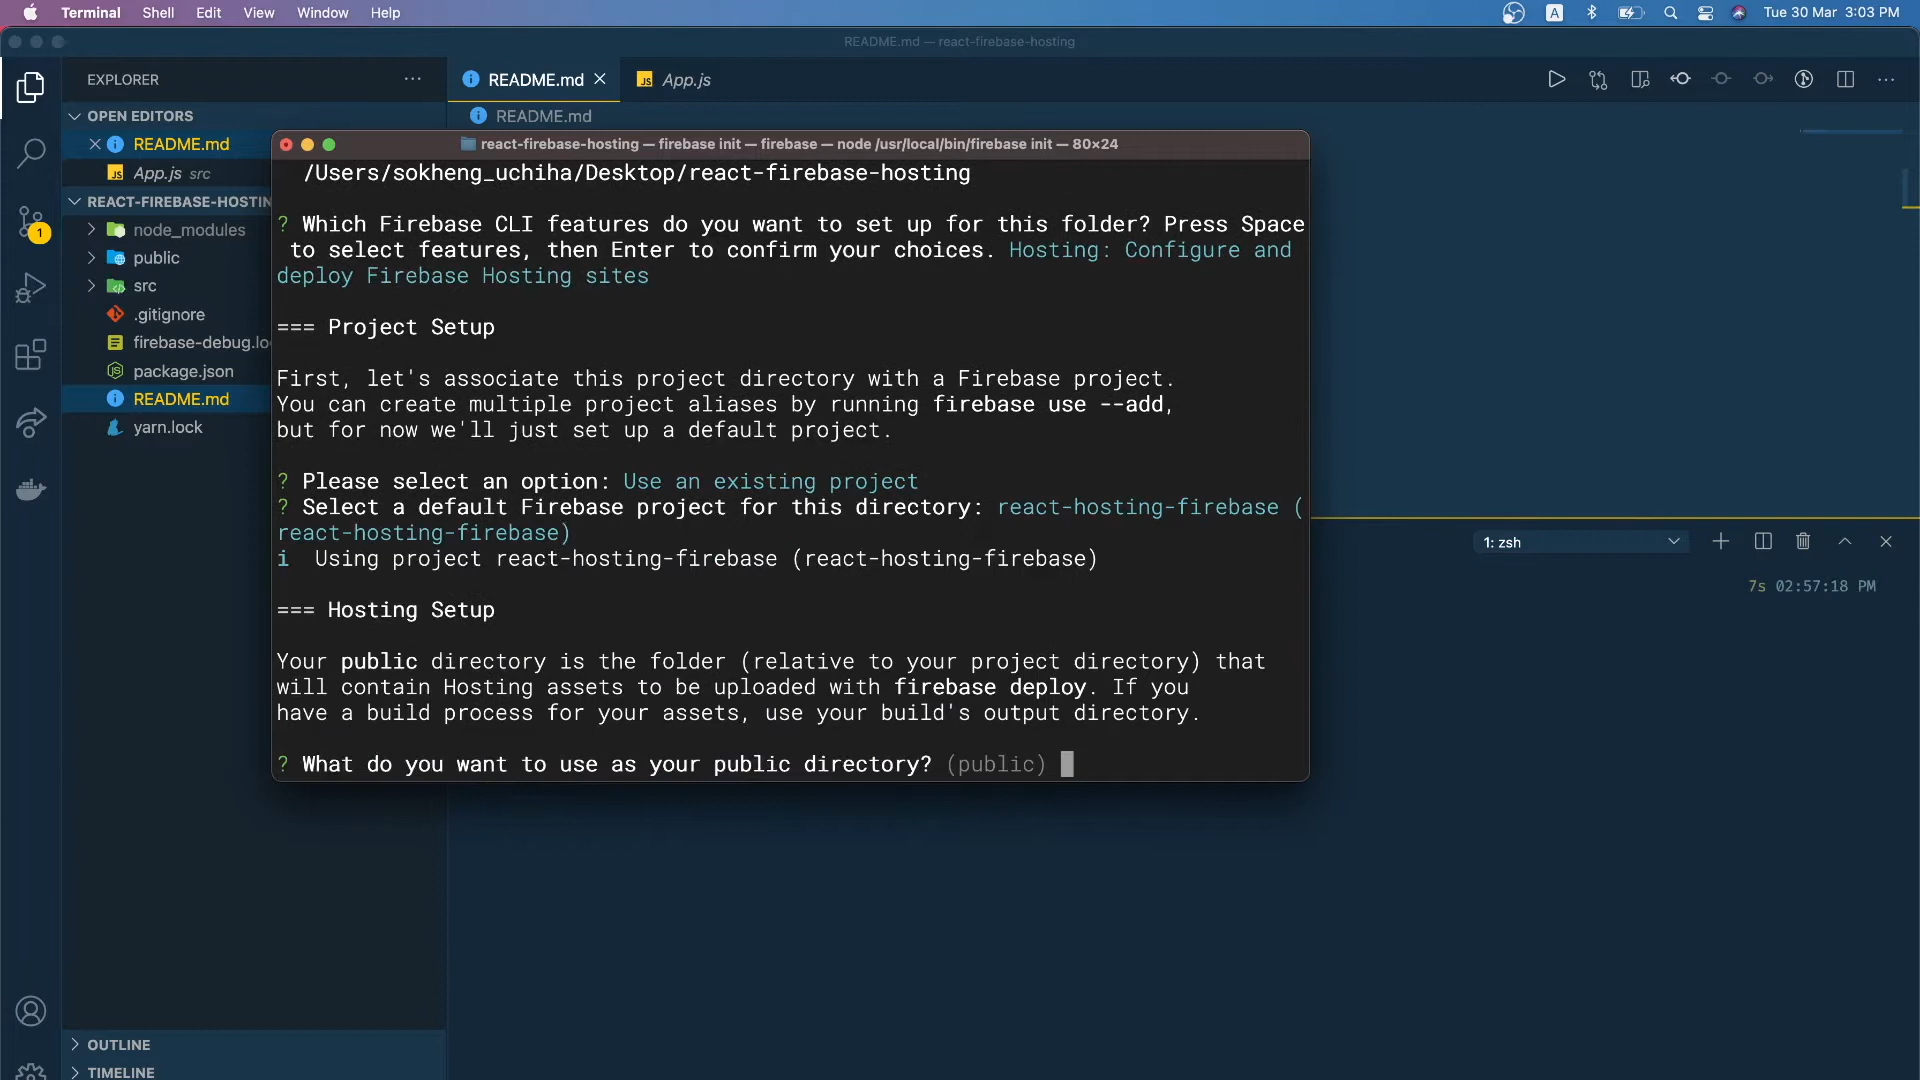 Terminal Shell Edit View Window Help
A
Tue 30 Mar 3:03 PM
README.md — react-firebase-hosting
EXPLORER
README.md
JS App.js
OPEN EDITORS
README.md
README.md
JS App.js src
REACT-FIREBASE-HOSTIN
node_modules
1
public
src
.gitignore
firebase-debug.lo
package.json
README.md
yarn.lock
OUTLINE
TIMELINE
react-firebase-hosting — firebase init — firebase — node /usr/local/bin/firebase init — 80×24
/Users/sokheng_uchiha/Desktop/react-firebase-hosting
? Which Firebase CLI features do you want to set up for this folder? Press Space
to select features, then Enter to confirm your choices. Hosting: Configure and
deploy Firebase Hosting sites
=== Project Setup
First, let's associate this project directory with a Firebase project.
You can create multiple project aliases by running firebase use --add,
but for now we'll just set up a default project.
? Please select an option: Use an existing project
? Select a default Firebase project for this directory: react-hosting-firebase (
react-hosting-firebase)
i Using project react-hosting-firebase (react-hosting-firebase)
=== Hosting Setup
Your public directory is the folder (relative to your project directory) that
will contain Hosting assets to be uploaded with firebase deploy. If you
have a build process for your assets, use your build's output directory.
? What do you want to use as your public directory? (public)
1: zsh
7s 02:57:18 PM